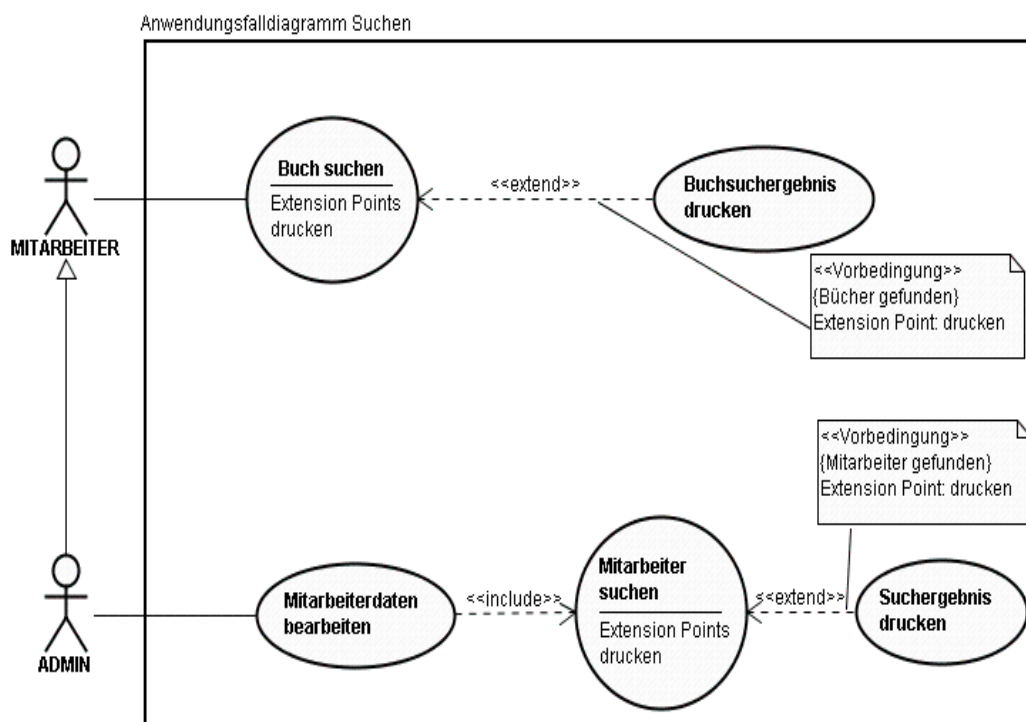 Anwendungsfalldiagramm Suchen
Buch suchen
Extension Points
drucken
<<extend>>
Buchsuchergebnis
drucken
MITARBEITER
<<Vorbedingung>>
{Bücher gefunden}
Extension Point: drucken
<<Vorbedingung>>
{Mitarbeiter gefunden}
Extension Point: drucken
Mitarbeiterdaten
bearbeiten
<<include>>
Mitarbeiter
suchen
Extension Points
drucken
<<extend>>
Suchergebnis
drucken
ADMIN